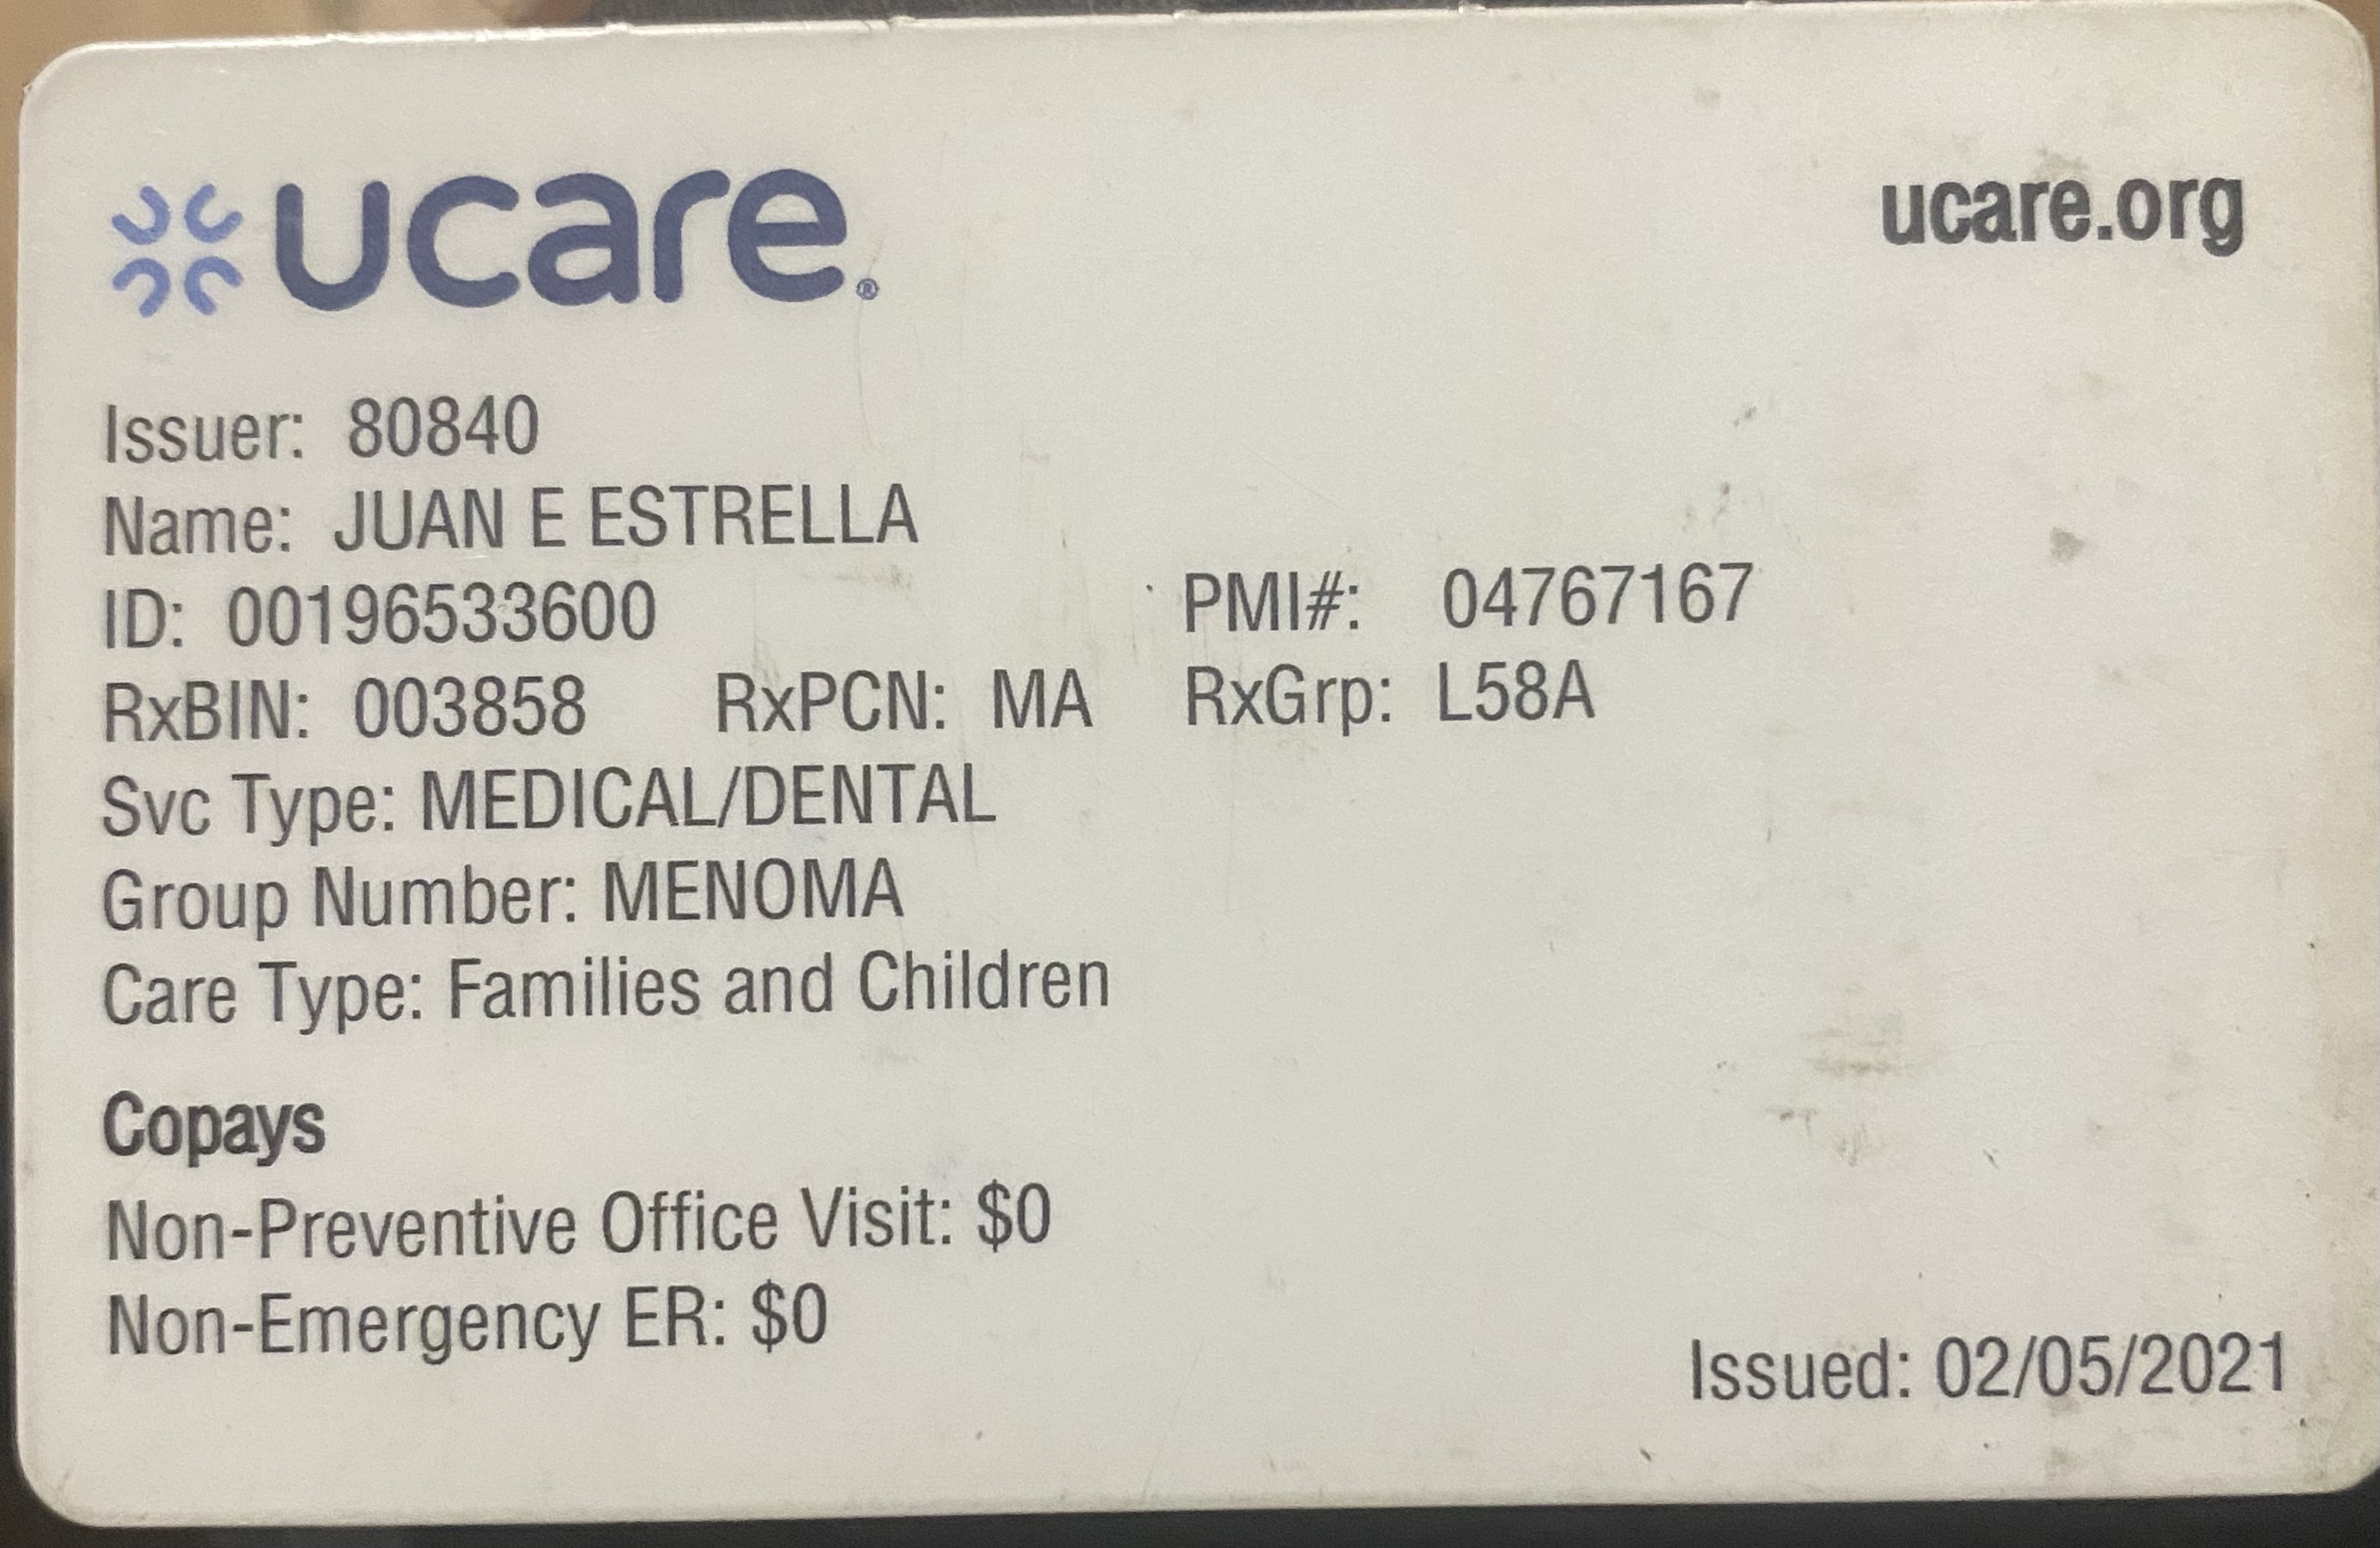 ucare®
ucare.org
Issuer: 80840
Name: JUAN E ESTRELLA
ID: 00196533600 PMI#: 04767167
RxBIN: 003858 RxPCN: MA RxGrp: L58A
Svc Type: MEDICAL/DENTAL
Group Number: MENOMA
Care Type: Families and Children
Copays
Non-Preventive Office Visit: $0
Non-Emergency ER: $0
Issued: 02/05/2021